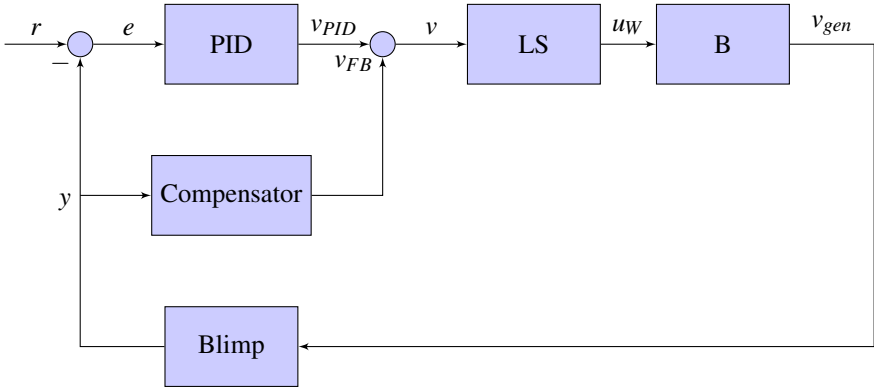 r
e
PID
v_PID
v
LS
u_W
B
v_gen
−
v_FB
y
Compensator
Blimp